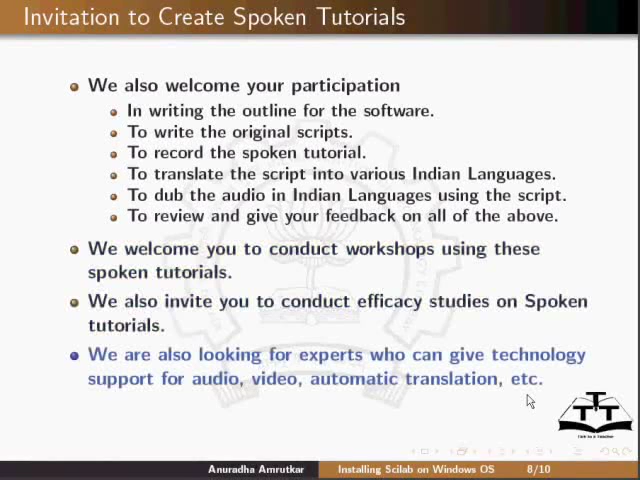 Invitation to Create Spoken Tutorials
We also welcome your participation
In writing the outline for the software.
To write the original scripts.
To record the spoken tutorial.
To translate the script into various Indian Languages.
To dub the audio in Indian Languages using the script.
To review and give your feedback on all of the above.
We welcome you to conduct workshops using these
spoken tutorials.
We also invite you to conduct efficacy studies on Spoken
tutorials.
We are also looking for experts who can give technology
support for audio, video, automatic translation, etc.
TTT
Talk to a Teacher
Anuradha Amrutkar Installing Scilab on Windows OS 8/10